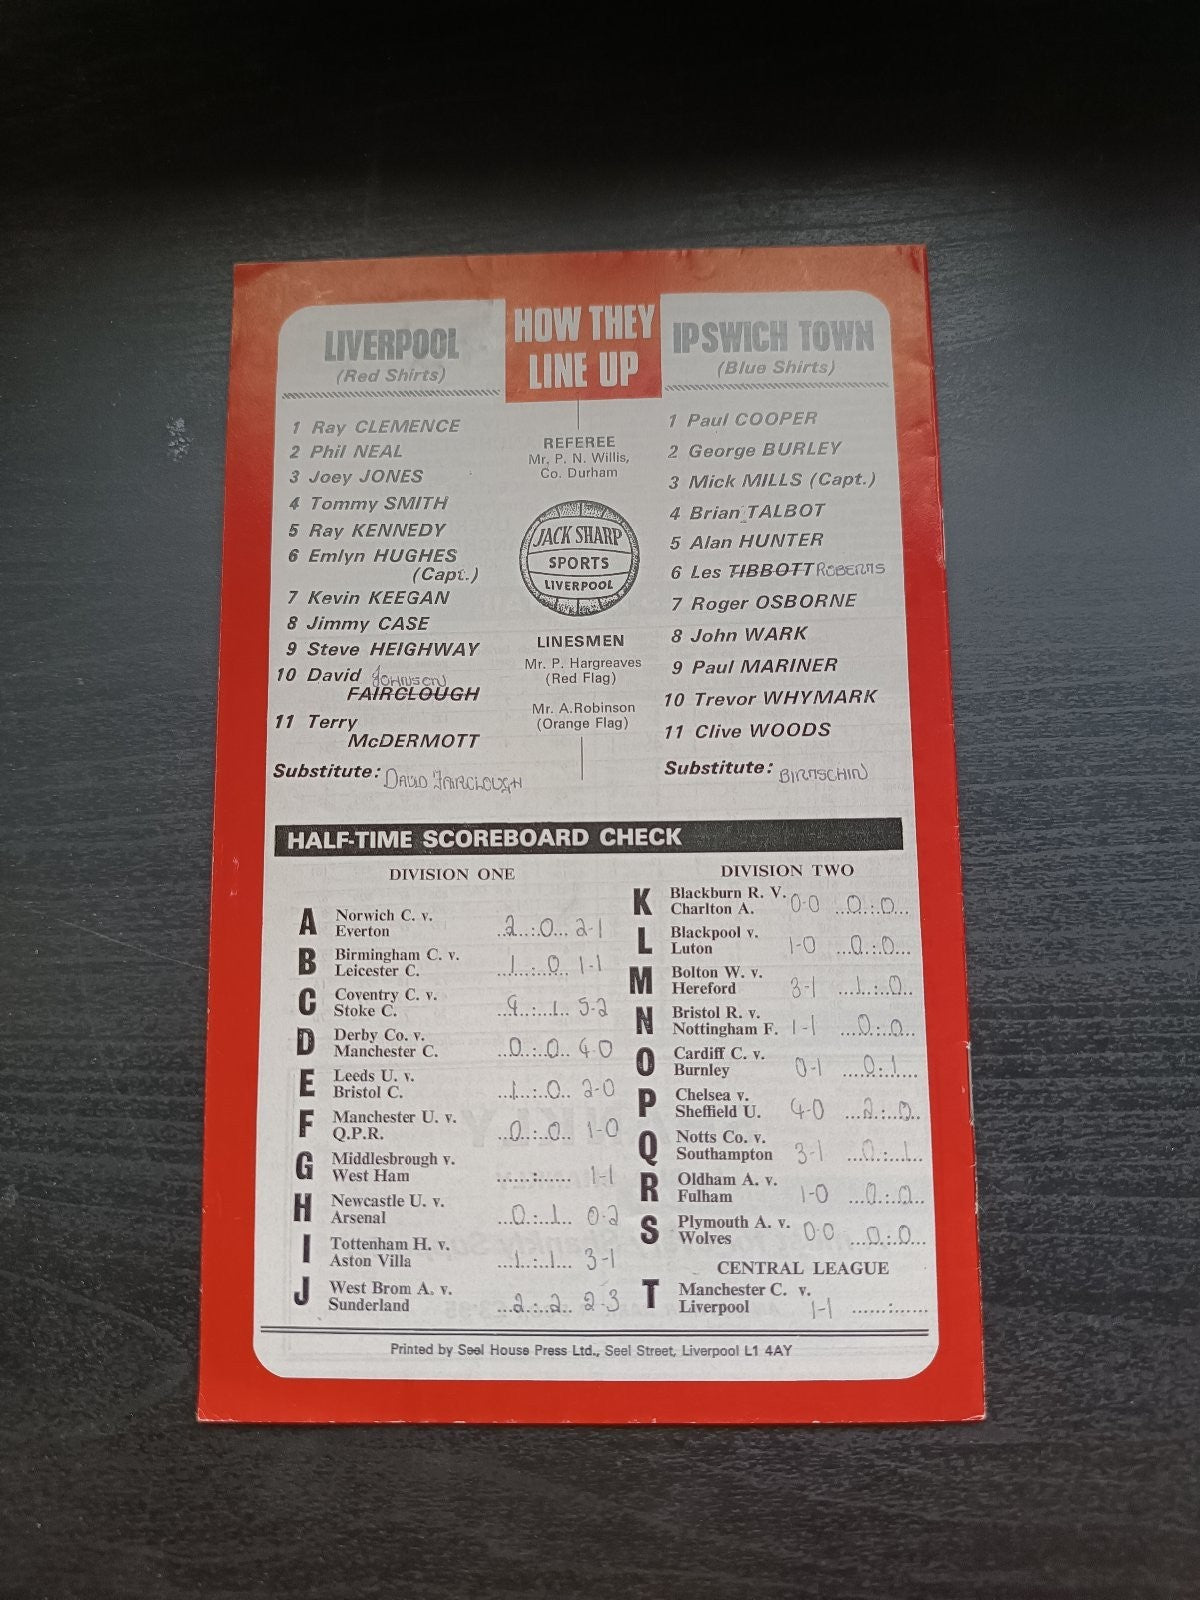 LIVERPOOL
(Red Shirts)
1 Ray CLEMENCE
2 Phil NEAL
3 Joey JONES
4 Tommy SMITH
5 Ray KENNEDY
6 Emlyn HUGHES
(Capt.)
7 Kevin KEEGAN
8 Jimmy CASE
9 Steve HEIGHWAY
10 David JOHNSON
FAIRCLOUGH
11 Terry
McDERMOTT
Substitute: DAVID FAIRCLOUGH
HOW THEY
LINE UP
REFEREE
Mr. P. N. Willis,
Co. Durham
JACK SHARP
SPORTS
LIVERPOOL
LINESMEN
Mr. P. Hargreaves
(Red Flag)
Mr. A.Robinson
(Orange Flag)
IPSWICH TOWN
(Blue Shirts)
1 Paul COOPER
2 George BURLEY
3 Mick MILLS (Capt.)
4 Brian TALBOT
5 Alan HUNTER
6 Les TIBBOTT ROBERTS
7 Roger OSBORNE
8 John WARK
9 Paul MARINER
10 Trevor WHYMARK
11 Clive WOODS
Substitute: BIRTSCHIN
HALF-TIME SCOREBOARD CHECK
DIVISION ONE
A Norwich C. v.
Everton ..2..:.0... 2-1
B Birmingham C. v.
Leicester C. ...1...:..0 1-1
C Coventry C. v.
Stoke C. ...4..:...1.. 5-2
D Derby Co. v.
Manchester C. ...0..:.0.. 4-0
E Leeds U. v.
Bristol C. ...1..:.0.. 2-0
F Manchester U. v.
Q.P.R. ...0..:.0.. 1-0
G Middlesbrough v.
West Ham ......:...... 1-1
H Newcastle U. v.
Arsenal ...0..:.1... 0-2
I Tottenham H. v.
Aston Villa ...1..:.1... 3-1
J West Brom A. v.
Sunderland ...2..:..2.. 2-3
DIVISION TWO
K Blackburn R. V.
Charlton A. 0-0 ...0..:.0...
L Blackpool v.
Luton 1-0 ...0..:.0...
M Bolton W. v.
Hereford 3-1 ...1..:..0..
N Bristol R. v.
Nottingham F. 1-1 ...0..:.0...
O Cardiff C. v.
Burnley 0-1 ....0.:.1....
P Chelsea v.
Sheffield U. 4-0 ...2..:..0..
Q Notts Co. v.
Southampton 3-1 ...0..:...1..
R Oldham A. v.
Fulham 1-0 ...0..:..0..
S Plymouth A. v.
Wolves 0-0 ...0..:.0...
CENTRAL LEAGUE
T Manchester C. v.
Liverpool 1-1 ......:......
Printed by Seel House Press Ltd., Seel Street, Liverpool L1 4AY